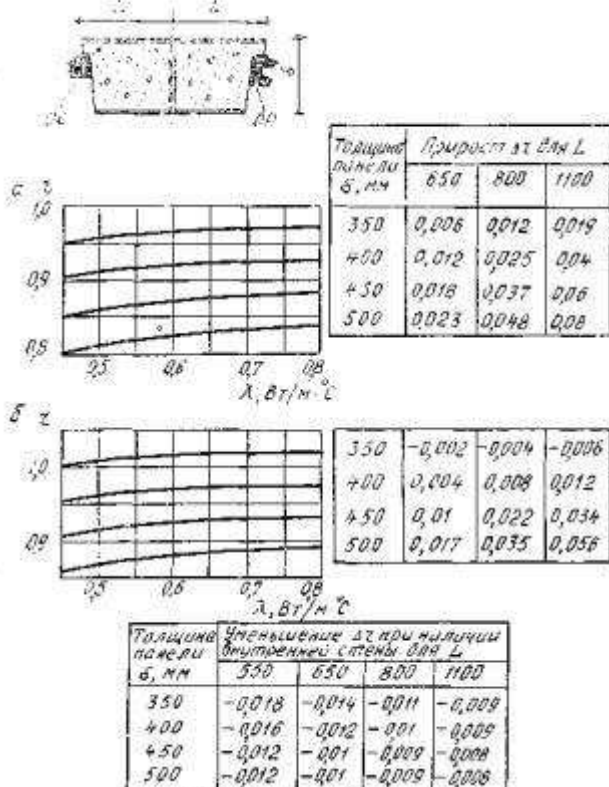 Толщина панели δ, мм
Прирост Δτ для L
650 800 1100
350 0,006 0,012 0,019
400 0,012 0,025 0,04
450 0,018 0,037 0,06
500 0,023 0,048 0,08
τ
1,0
0,9
0,8
0,5 0,6 0,7 0,8
λ, Вт/м·°С
б τ
1,0
0,9
0,5 0,6 0,7 0,8
λ, Вт/м °С
350 -0,002 -0,004 -0,006
400 0,004 0,008 0,012
450 0,01 0,022 0,034
500 0,017 0,035 0,056
Толщина панели δ, мм
Уменьшение Δτ при наличии
внутренней стены для L
550 650 800 1100
350 -0,018 -0,014 -0,011 -0,009
400 -0,016 -0,012 -0,01 -0,009
450 -0,012 -0,01 -0,009 -0,008
500 -0,012 -0,01 -0,009 -0,008